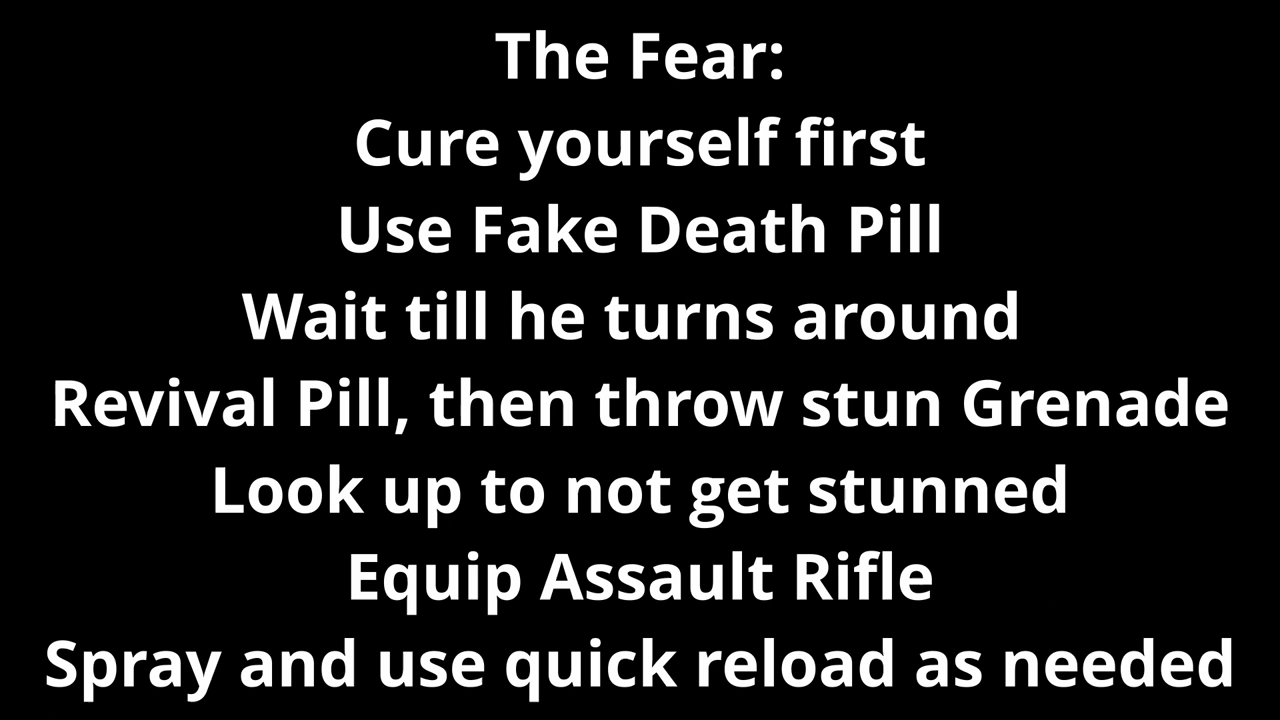 The Fear:
Cure yourself first
Use Fake Death Pill
Wait till he turns around
Revival Pill, then throw stun Grenade
Look up to not get stunned
Equip Assault Rifle
Spray and use quick reload as needed